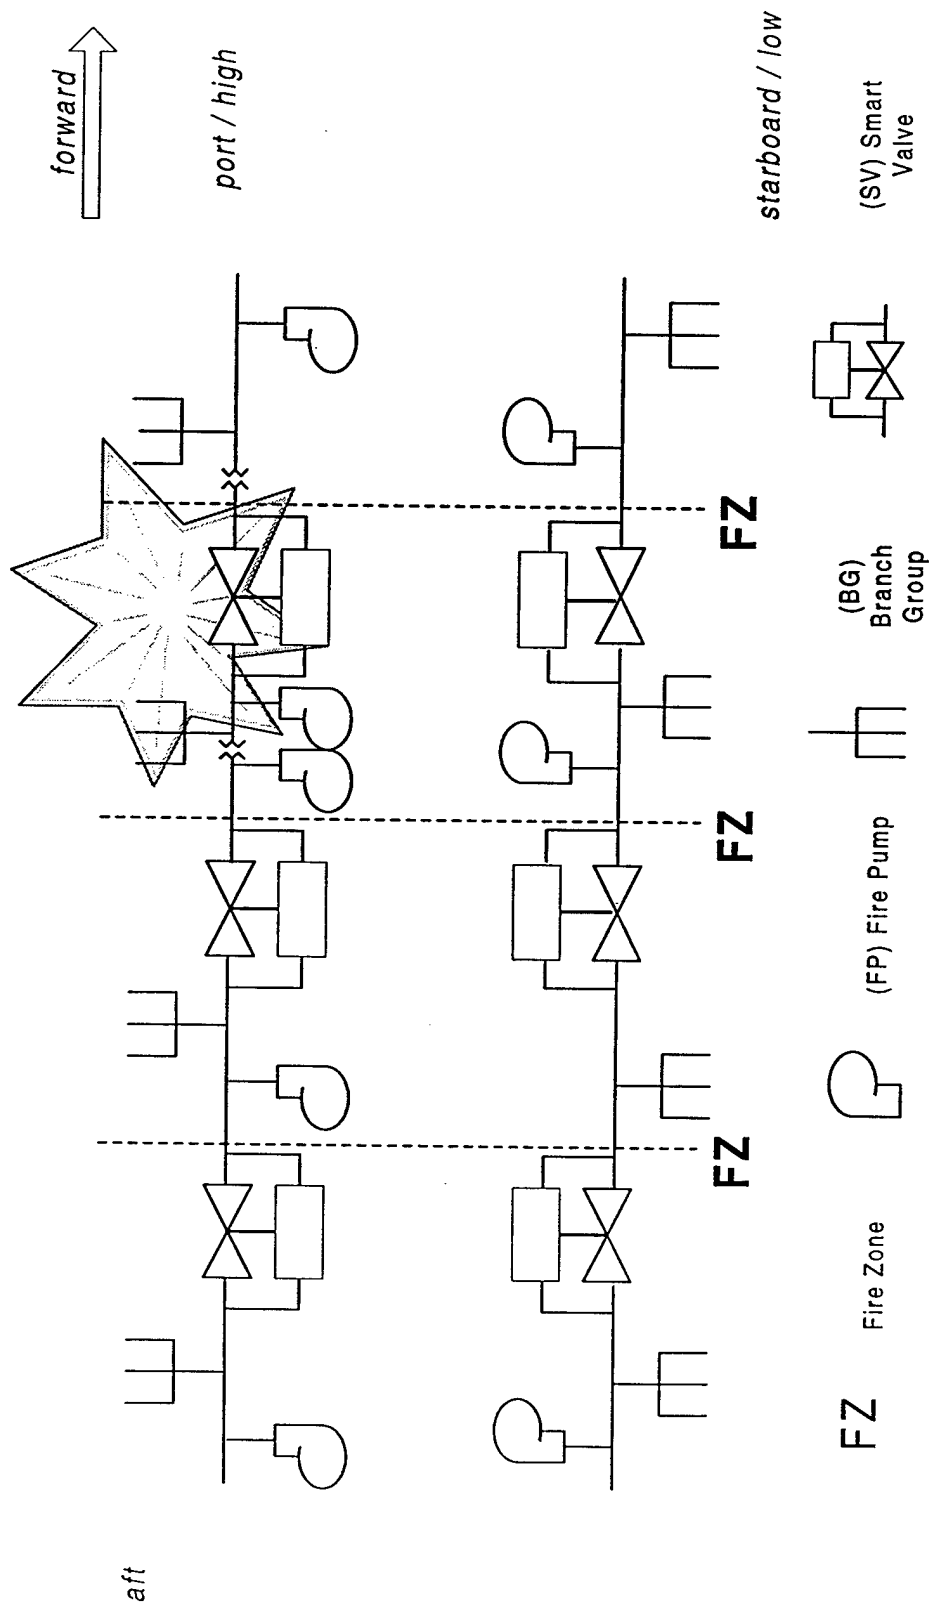 forward
port / high
aft
starboard / low
FZ
FZ
FZ
FZ
Fire Zone
(FP) Fire Pump
(BG)
Branch
Group
(SV) Smart
Valve